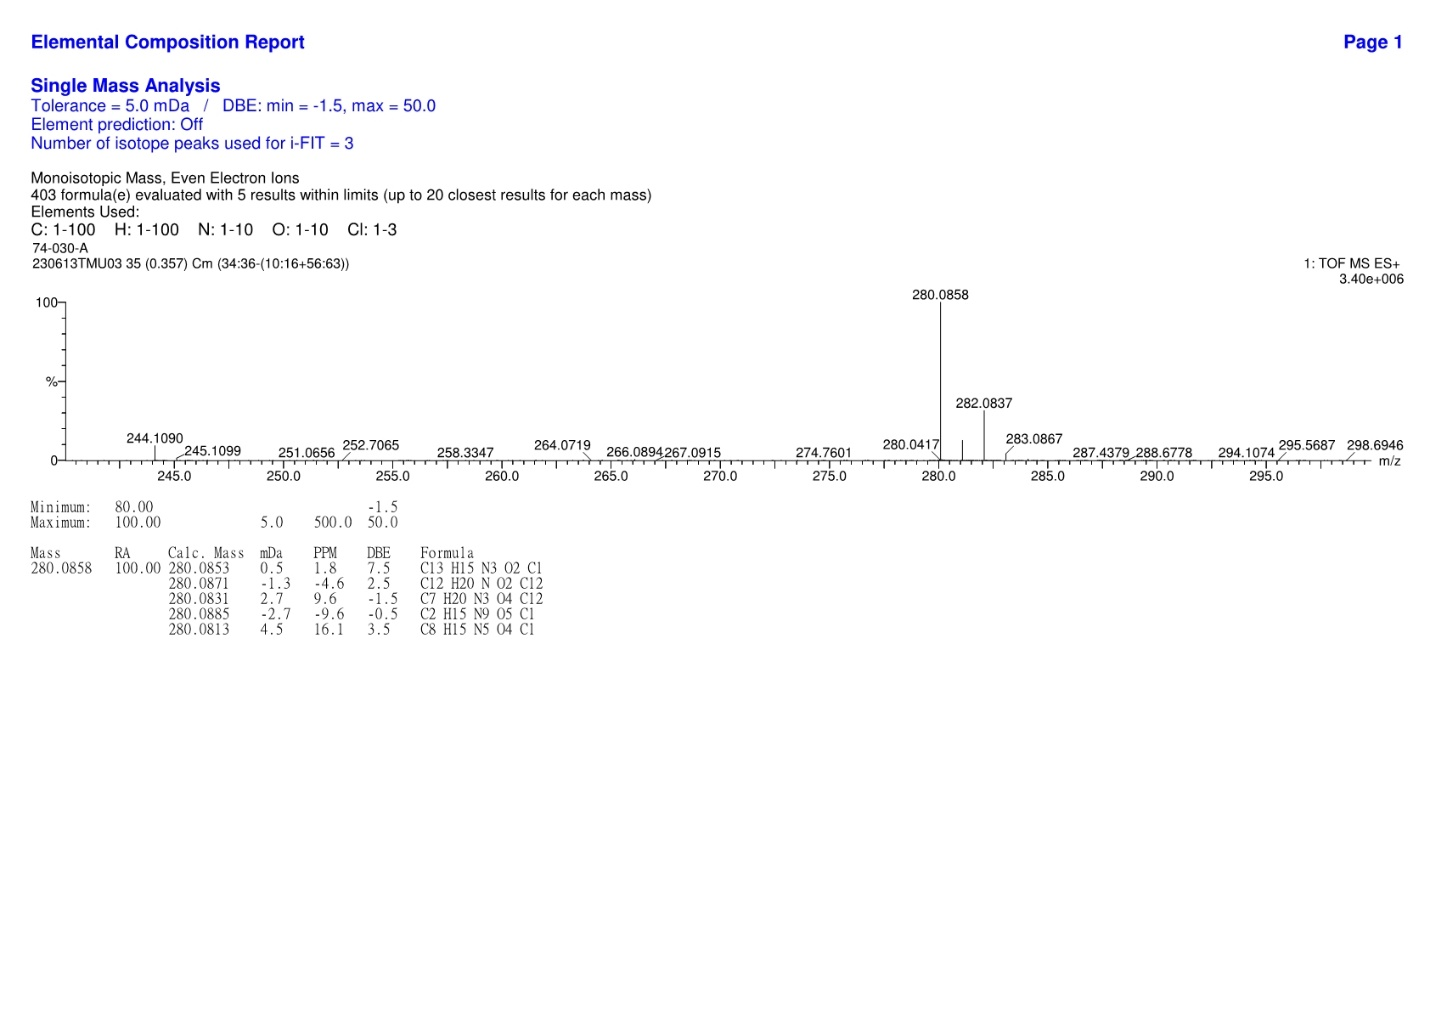 Elemental Composition Report Page 1
Single Mass Analysis
Tolerance = 5.0 mDa / DBE: min = -1.5, max = 50.0
Element prediction: Off
Number of isotope peaks used for i-FIT = 3
Monoisotopic Mass, Even Electron Ions
403 formula(e) evaluated with 5 results within limits (up to 20 closest results for each mass)
Elements Used:
C: 1-100 H: 1-100 N: 1-10 O: 1-10 Cl: 1-3
74-030-A
230613TMU03 35 (0.357) Cm (34:36-(10:16+56:63)) 1: TOF MS ES+
3.40e+006
280.0858
100
%
282.0837
244.1090 245.1099 251.0656 252.7065 258.3347 264.0719 266.0894 267.0915 274.7601 280.0417 283.0867 287.4379 288.6778 294.1074 295.5687 298.6946
0 m/z
245.0 250.0 255.0 260.0 265.0 270.0 275.0 280.0 285.0 290.0 295.0
Minimum: 80.00 -1.5
Maximum: 100.00 5.0 500.0 50.0
Mass RA Calc. Mass mDa PPM DBE Formula
280.0858 100.00 280.0853 0.5 1.8 7.5 C13 H15 N3 O2 Cl
280.0871 -1.3 -4.6 2.5 C12 H20 N O2 Cl2
280.0831 2.7 9.6 -1.5 C7 H20 N3 O4 Cl2
280.0885 -2.7 -9.6 -0.5 C2 H15 N9 O5 Cl
280.0813 4.5 16.1 3.5 C8 H15 N5 O4 Cl